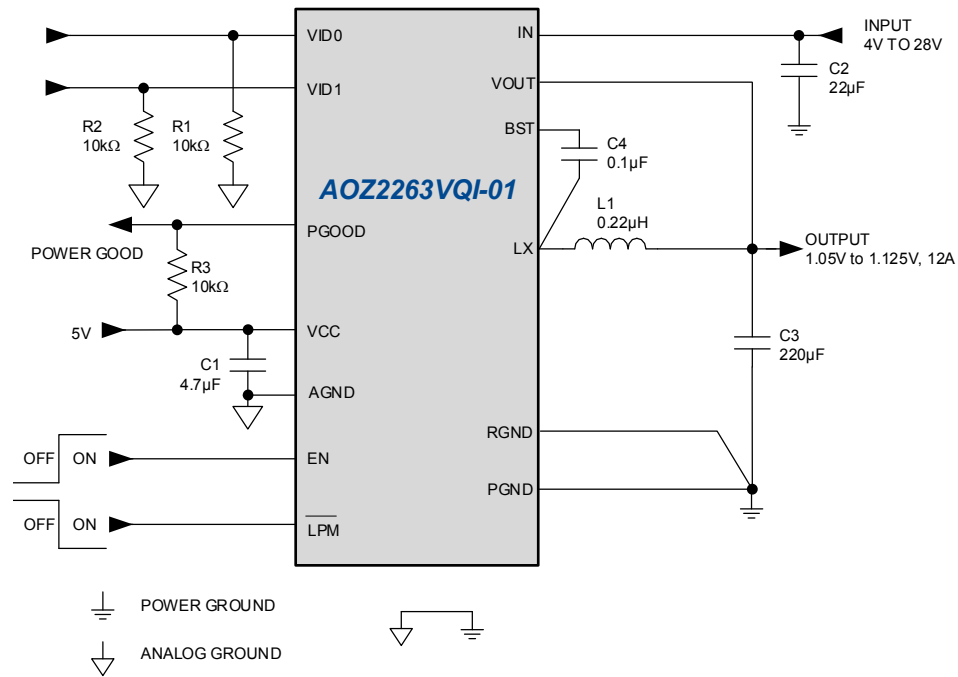 VID0
IN
INPUT
4V TO 28V
VID1
VOUT
C2
22µF
R2
10kΩ
R1
10kΩ
BST
C4
0.1µF
AOZ2263VQI-01
L1
0.22µH
PGOOD
POWER GOOD
LX
OUTPUT
1.05V to 1.125V, 12A
R3
10kΩ
5V
VCC
C3
220µF
C1
4.7µF
AGND
RGND
OFF
ON
EN
PGND
OFF
ON
LPM
POWER GROUND
ANALOG GROUND